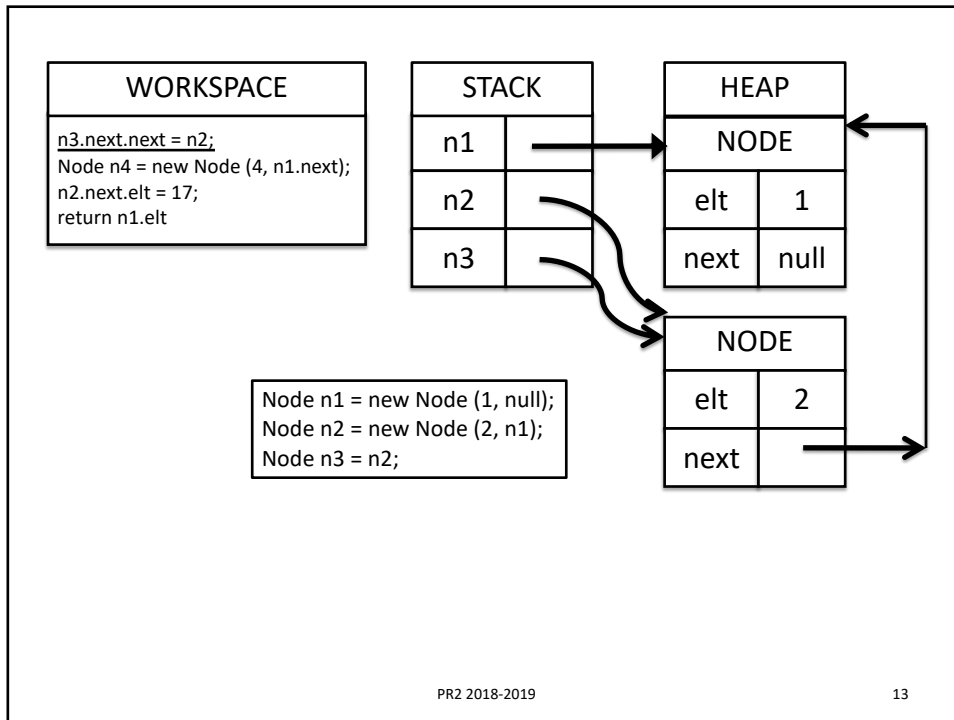 WORKSPACE
n3.next.next = n2;
Node n4 = new Node (4, n1.next);
n2.next.elt = 17;
return n1.elt
STACK
n1
n2
n3
HEAP
NODE
elt 1
next null
NODE
elt 2
next
Node n1 = new Node (1, null);
Node n2 = new Node (2, n1);
Node n3 = n2;
PR2 2018-2019
13